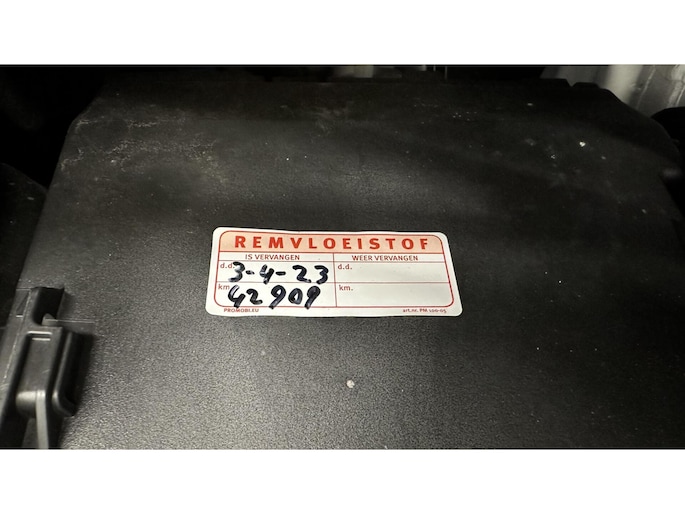 REMVLOEISTOF
IS VERVANGEN WEER VERVANGEN
d.d. 3-4-23 d.d.
km. 42909 km.
PROMOBI.EU art.nr. PM 100-05